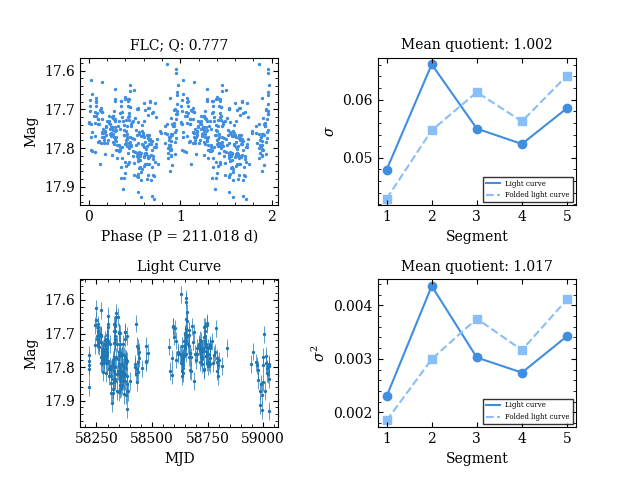 FLC; Q: 0.777
Mag
17.6
17.7
17.8
17.9
0
1
2
Phase (P = 211.018 d)
Mean quotient: 1.002
σ
0.06
0.05
Light curve
Folded light curve
1
2
3
4
5
Segment
Light Curve
Mag
17.6
17.7
17.8
17.9
58250
58500
58750
59000
MJD
Mean quotient: 1.017
σ²
0.004
0.003
0.002
Light curve
Folded light curve
1
2
3
4
5
Segment